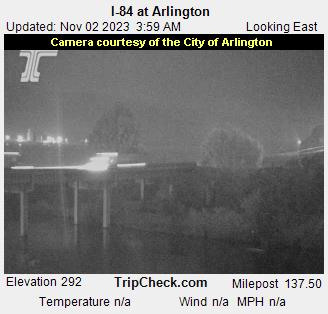 I-84 at Arlington
Updated: Nov 02 2023 3:59 AM Looking East
Camera courtesy of the City of Arlington
Elevation 292 TripCheck.com Milepost 137.50
Temperature n/a Wind n/a MPH n/a